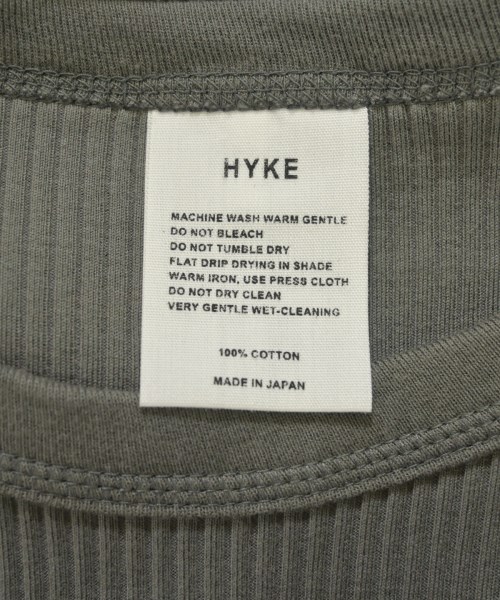 HYKE
MACHINE WASH WARM GENTLE
DO NOT BLEACH
DO NOT TUMBLE DRY
FLAT DRIP DRYING IN SHADE
WARM IRON, USE PRESS CLOTH
DO NOT DRY CLEAN
VERY GENTLE WET-CLEANING
100% COTTON
MADE IN JAPAN